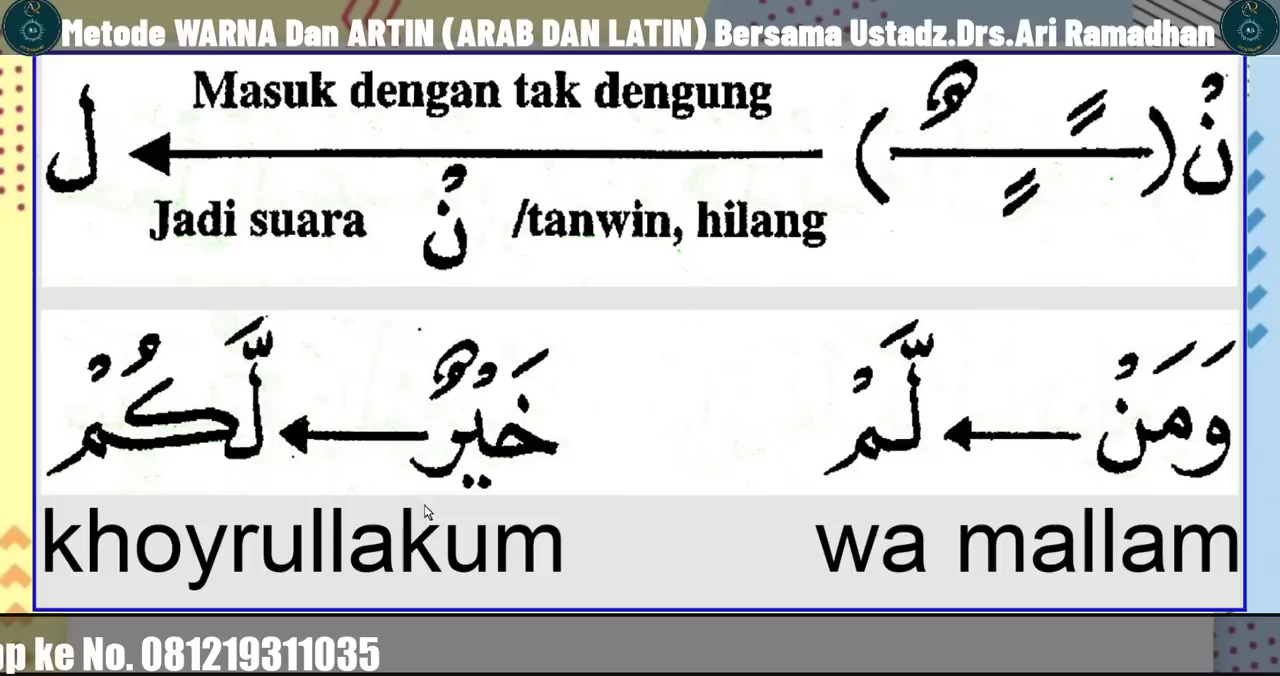 Metode WARNA Dan ARTIN (ARAB DAN LATIN) Bersama Ustadz.Drs.Ari Ramadhan
Masuk dengan tak dengung
نْ ( ـًـٍـٌ ) ل
Jadi suara نْ /tanwin, hilang
وَمَنْ لَّمْ
خَيْرٌ لَّكُمْ
khoyrullakum wa mallam
pp ke No. 081219311035